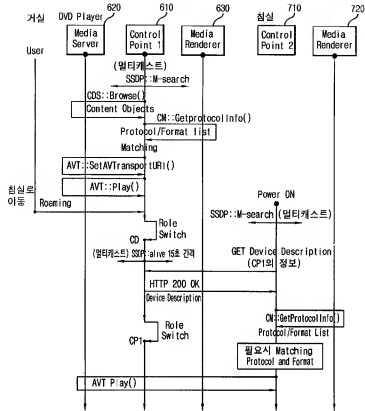 거실 DVD Player 620 610 630 침실 710 720
User
Media Server
Control Point 1
Media Renderer
Control Point 2
Media Renderer
(멀티캐스트)
SSDP::M-search
CDS::Browse()
Content Objects
CM::GetprotocolInfo()
Protocol/Format list
Matching
AVT::SetAVTransportURI()
AVT::Play()
침실로 이동
Roaming
Power ON
SSDP::M-search (멀티캐스트)
Role Switch
CD
(멀티캐스트) SSDP::alive 15초 간격
GET Device Description
(CP1의 정보)
HTTP 200 OK
Device Description
CM::GetProtocolInfo()
Protocol/Format List
Role Switch
CP1
필요시 Matching
Protocol and Format
AVT Play()